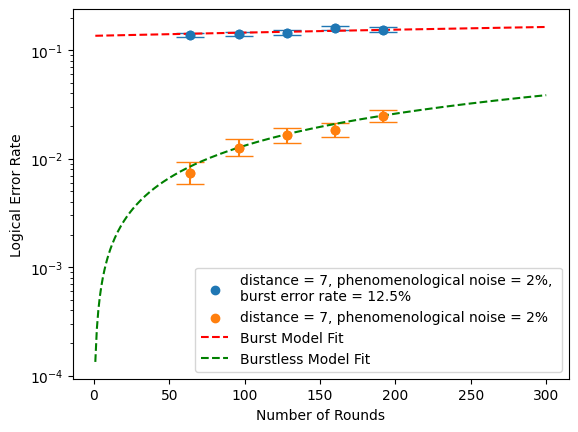 Logical Error Rate
10⁻¹
10⁻²
10⁻³
10⁻⁴
distance = 7, phenomenological noise = 2%,
burst error rate = 12.5%
distance = 7, phenomenological noise = 2%
Burst Model Fit
Burstless Model Fit
0 50 100 150 200 250 300
Number of Rounds